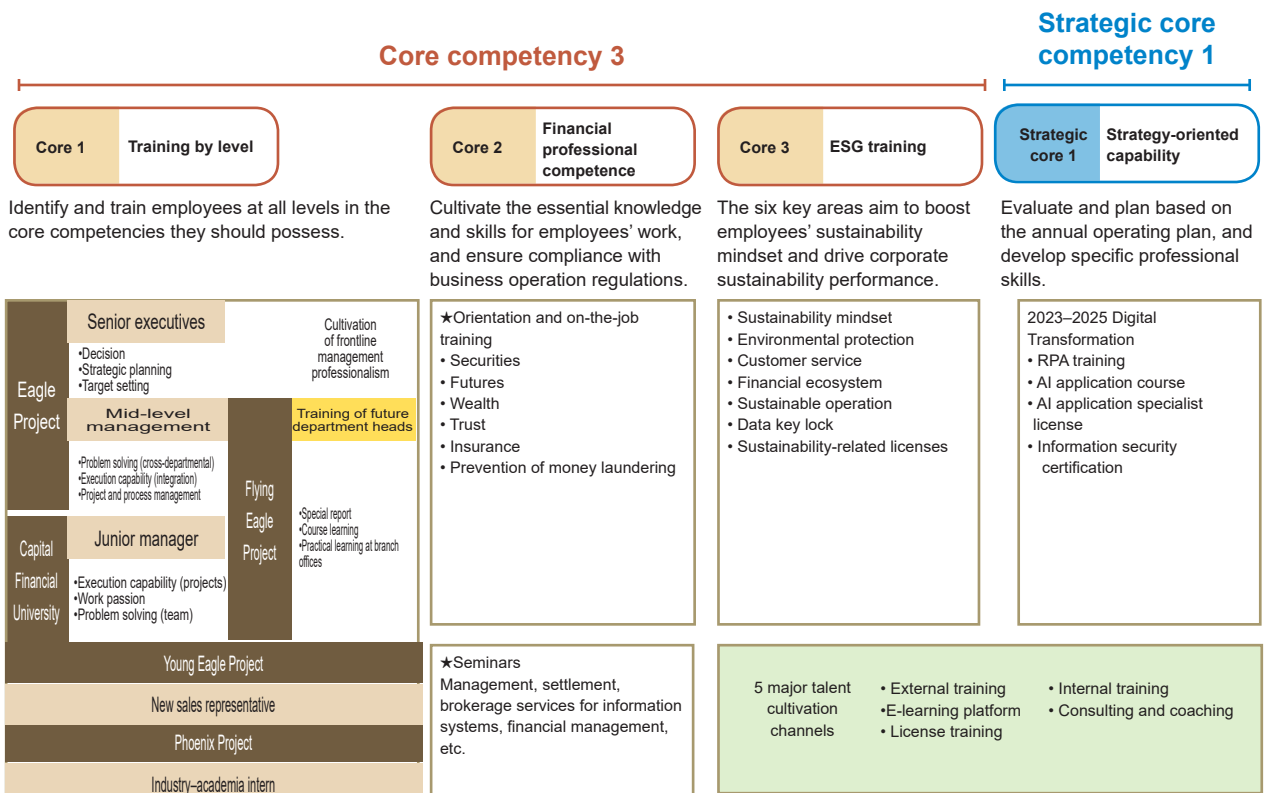 Core competency 3
Strategic core
competency 1
Core 1
Training by level
Core 2
Financial
professional
competence
Core 3
ESG training
Strategic
core 1
Strategy-oriented
capability
Identify and train employees at all levels in the
core competencies they should possess.
Cultivate the essential knowledge
and skills for employees’ work,
and ensure compliance with
business operation regulations.
The six key areas aim to boost
employees’ sustainability
mindset and drive corporate
sustainability performance.
Evaluate and plan based on
the annual operating plan, and
develop specific professional
skills.
Eagle
Project
Senior executives
•Decision
•Strategic planning
•Target setting
Cultivation
of frontline
management
professionalism
Mid-level
management
•Problem solving (cross-departmental)
•Execution capability (integration)
•Project and process management
Flying
Eagle
Project
Training of future
department heads
•Special report
•Course learning
•Practical learning at branch
offices
Capital
Financial
University
Junior manager
•Execution capability (projects)
•Work passion
•Problem solving (team)
Young Eagle Project
New sales representative
Phoenix Project
Industry–academia intern
★Orientation and on-the-job
training
• Securities
• Futures
• Wealth
• Trust
• Insurance
• Prevention of money laundering
★Seminars
Management, settlement,
brokerage services for information
systems, financial management,
etc.
• Sustainability mindset
• Environmental protection
• Customer service
• Financial ecosystem
• Sustainable operation
• Data key lock
• Sustainability-related licenses
2023–2025 Digital
Transformation
• RPA training
• AI application course
• AI application specialist
license
• Information security
certification
5 major talent
cultivation
channels
• External training
•E-learning platform
• License training
• Internal training
• Consulting and coaching